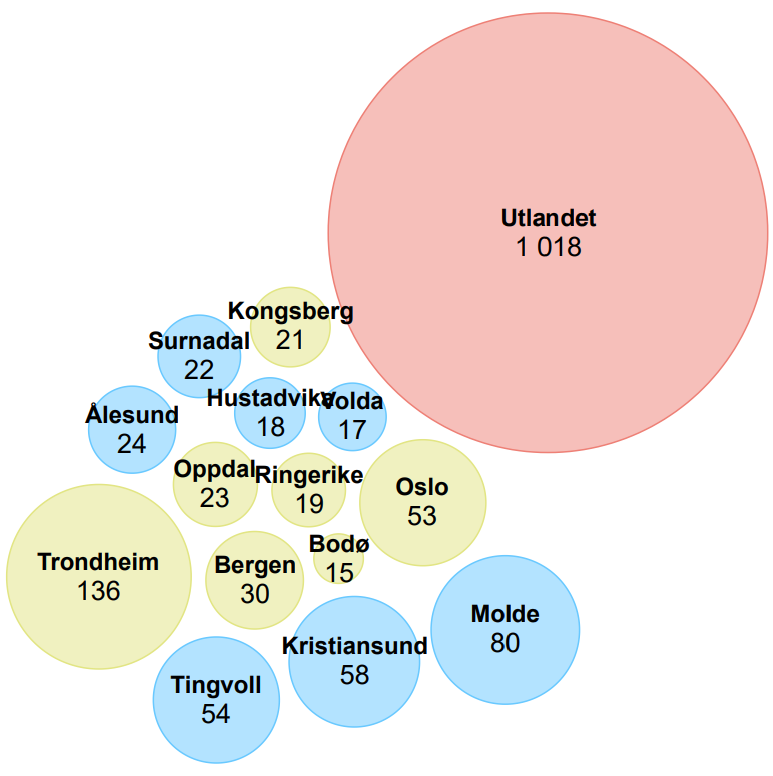 Utlandet
1 018
Kongsberg
21
Surnadal
22
Hustadvika
18
Volda
17
Ålesund
24
Oppdal
23
Ringerike
19
Oslo
53
Trondheim
136
Bergen
30
Bodø
15
Molde
80
Kristiansund
58
Tingvoll
54